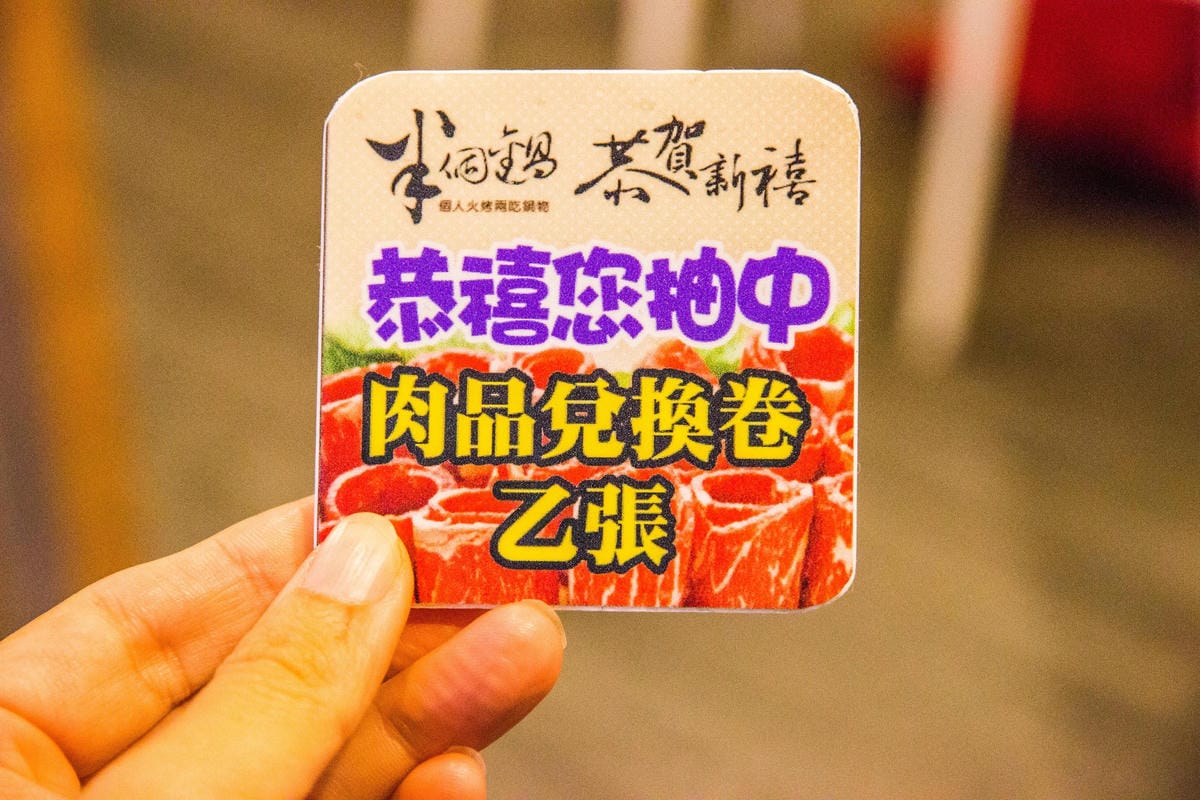 半個鍋 恭賀新禧
個人火烤兩吃鍋物
恭禧您抽中
肉品兌換卷
乙張